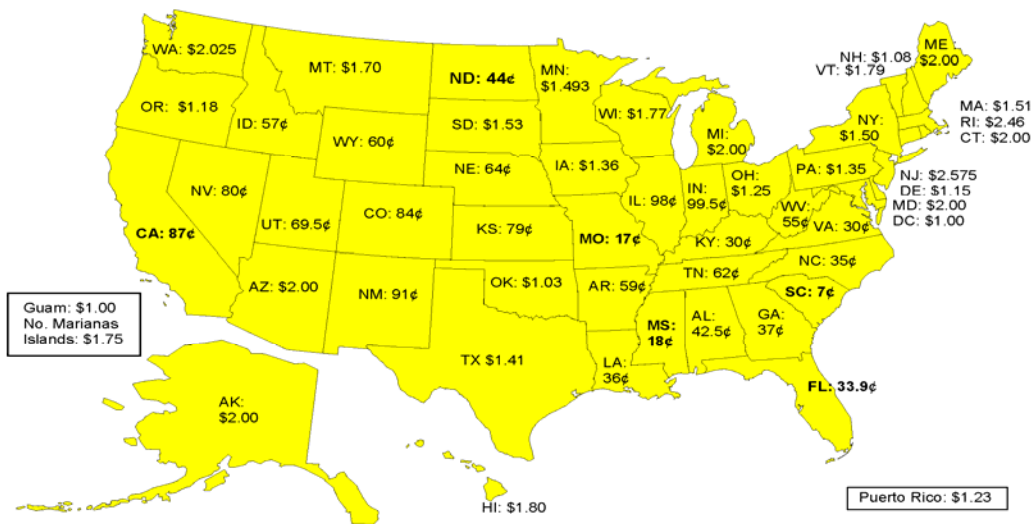 WA: $2.025
MT: $1.70
ND: 44¢
MN:
$1.493
NH: $1.08
VT: $1.79
ME
$2.00
OR: $1.18
ID: 57¢
WY: 60¢
SD: $1.53
WI: $1.77
MI:
$2.00
NY:
$1.50
MA: $1.51
RI: $2.46
CT: $2.00
NV: 80¢
UT: 69.5¢
CO: 84¢
NE: 64¢
IA: $1.36
IL: 98¢
IN:
99.5¢
OH:
$1.25
PA: $1.35
NJ: $2.575
DE: $1.15
MD: $2.00
DC: $1.00
CA: 87¢
KS: 79¢
MO: 17¢
KY: 30¢
WV:
55¢
VA: 30¢
AZ: $2.00
NM: 91¢
OK: $1.03
AR: 59¢
TN: 62¢
NC: 35¢
SC: 7¢
Guam: $1.00
No. Marianas
Islands: $1.75
TX $1.41
LA:
36¢
MS:
18¢
AL:
42.5¢
GA:
37¢
FL: 33.9¢
AK:
$2.00
HI: $1.80
Puerto Rico: $1.23